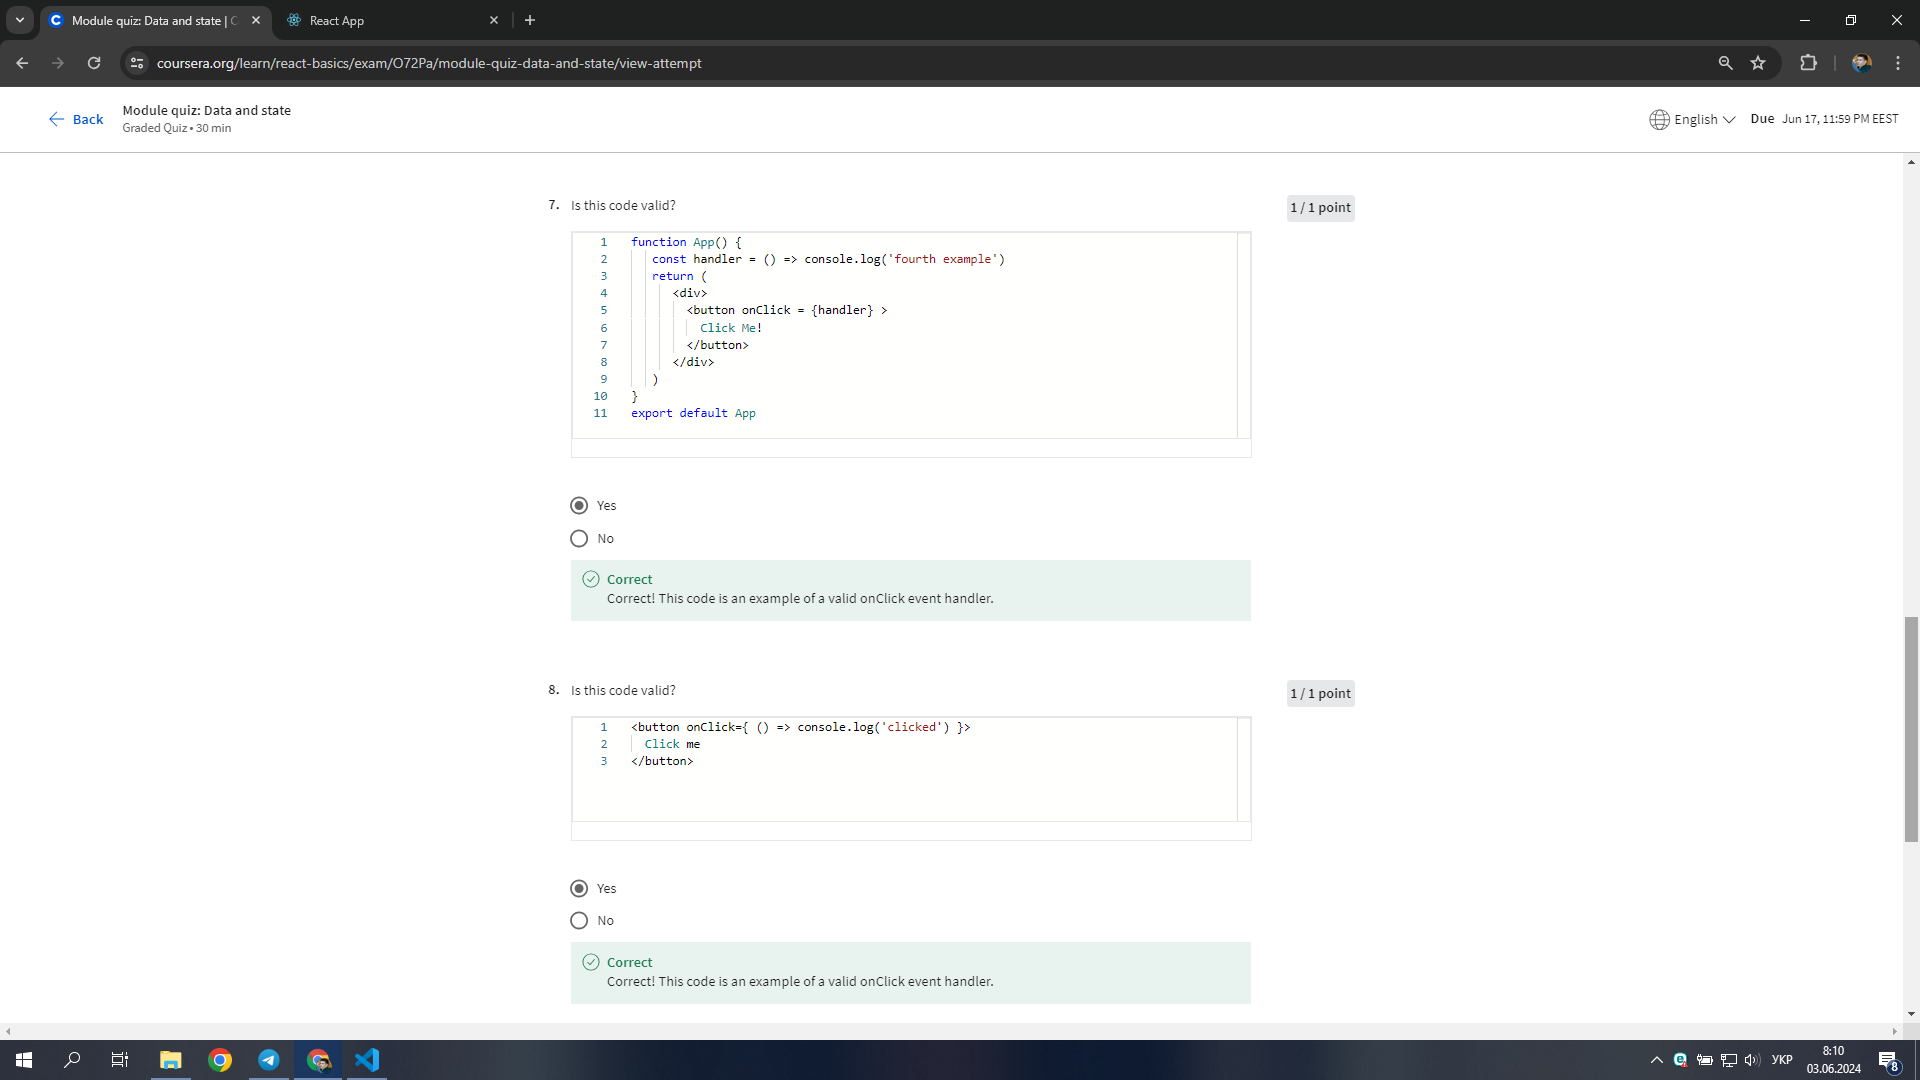 Module quiz: Data and state | C
React App
coursera.org/learn/react-basics/exam/O72Pa/module-quiz-data-and-state/view-attempt
Back
Module quiz: Data and state
Graded Quiz • 30 min
English
Due Jun 17, 11:59 PM EEST
7. Is this code valid?
1 / 1 point
1 function App() {
2 const handler = () => console.log('fourth example')
3 return (
4 <div>
5 <button onClick = {handler} >
6 Click Me!
7 </button>
8 </div>
9 )
10 }
11 export default App
Yes
No
Correct
Correct! This code is an example of a valid onClick event handler.
8. Is this code valid?
1 / 1 point
1 <button onClick={ () => console.log('clicked') }>
2 Click me
3 </button>
Yes
No
Correct
Correct! This code is an example of a valid onClick event handler.
УКР
8:10
03.06.2024
8